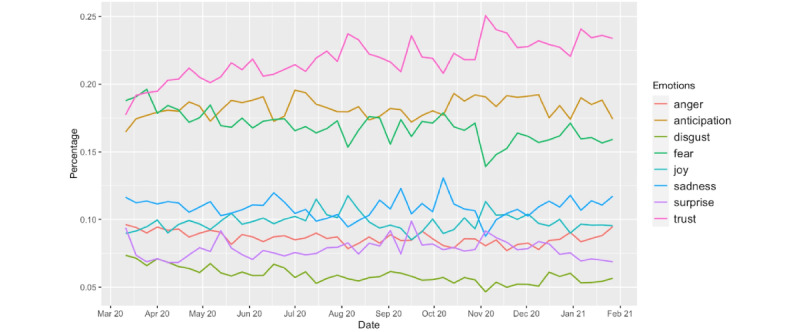 0.25
0.20
0.15
0.10
0.05
Percentage
Mar 20 Apr 20 May 20 Jun 20 Jul 20 Aug 20 Sep 20 Oct 20 Nov 20 Dec 20 Jan 21 Feb 21
Date
Emotions
anger
anticipation
disgust
fear
joy
sadness
surprise
trust